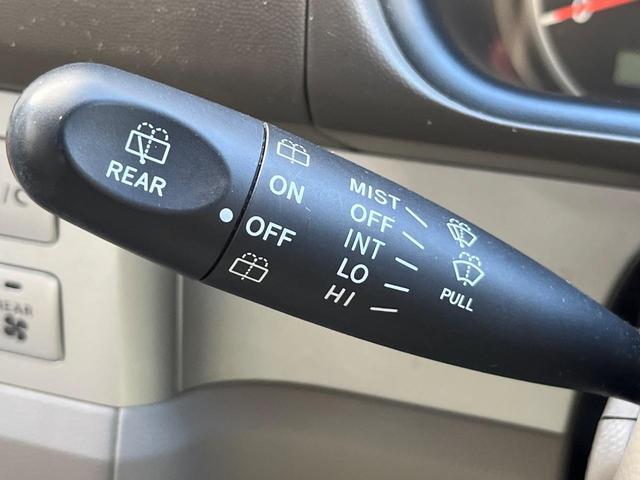 REAR
ON
OFF
MIST
OFF
INT
LO
HI
PULL
/C
REAR